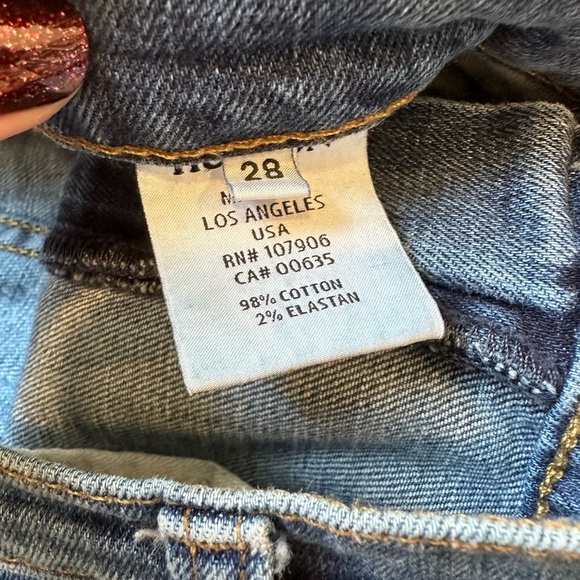 28
LOS ANGELES
USA
RN# 107906
CA# 00635
98% COTTON
2% ELASTAN